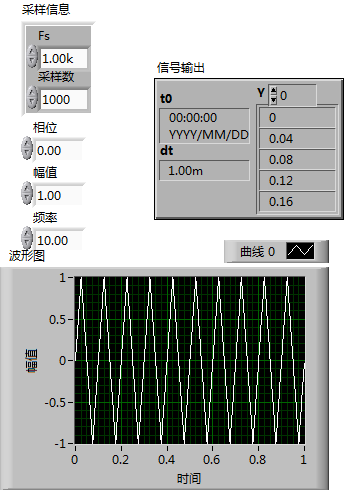 采样信息
Fs
1.00k
采样数
1000
相位
0.00
幅值
1.00
频率
10.00
信号输出
t0
00:00:00
YYYY/MM/DD
dt
1.00m
Y
0
0
0.04
0.08
0.12
0.16
波形图
曲线 0
幅值
1
0.5
0
-0.5
-1
0 0.2 0.4 0.6 0.8 1
时间